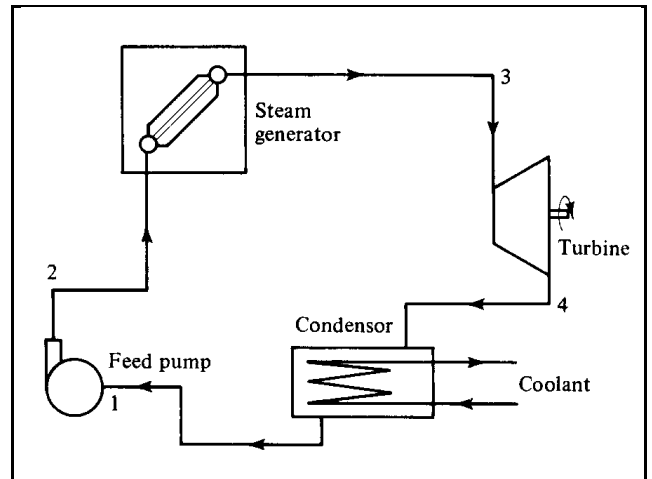 3
Steam
generator
Turbine
2
4
Condensor
Feed pump
1
Coolant